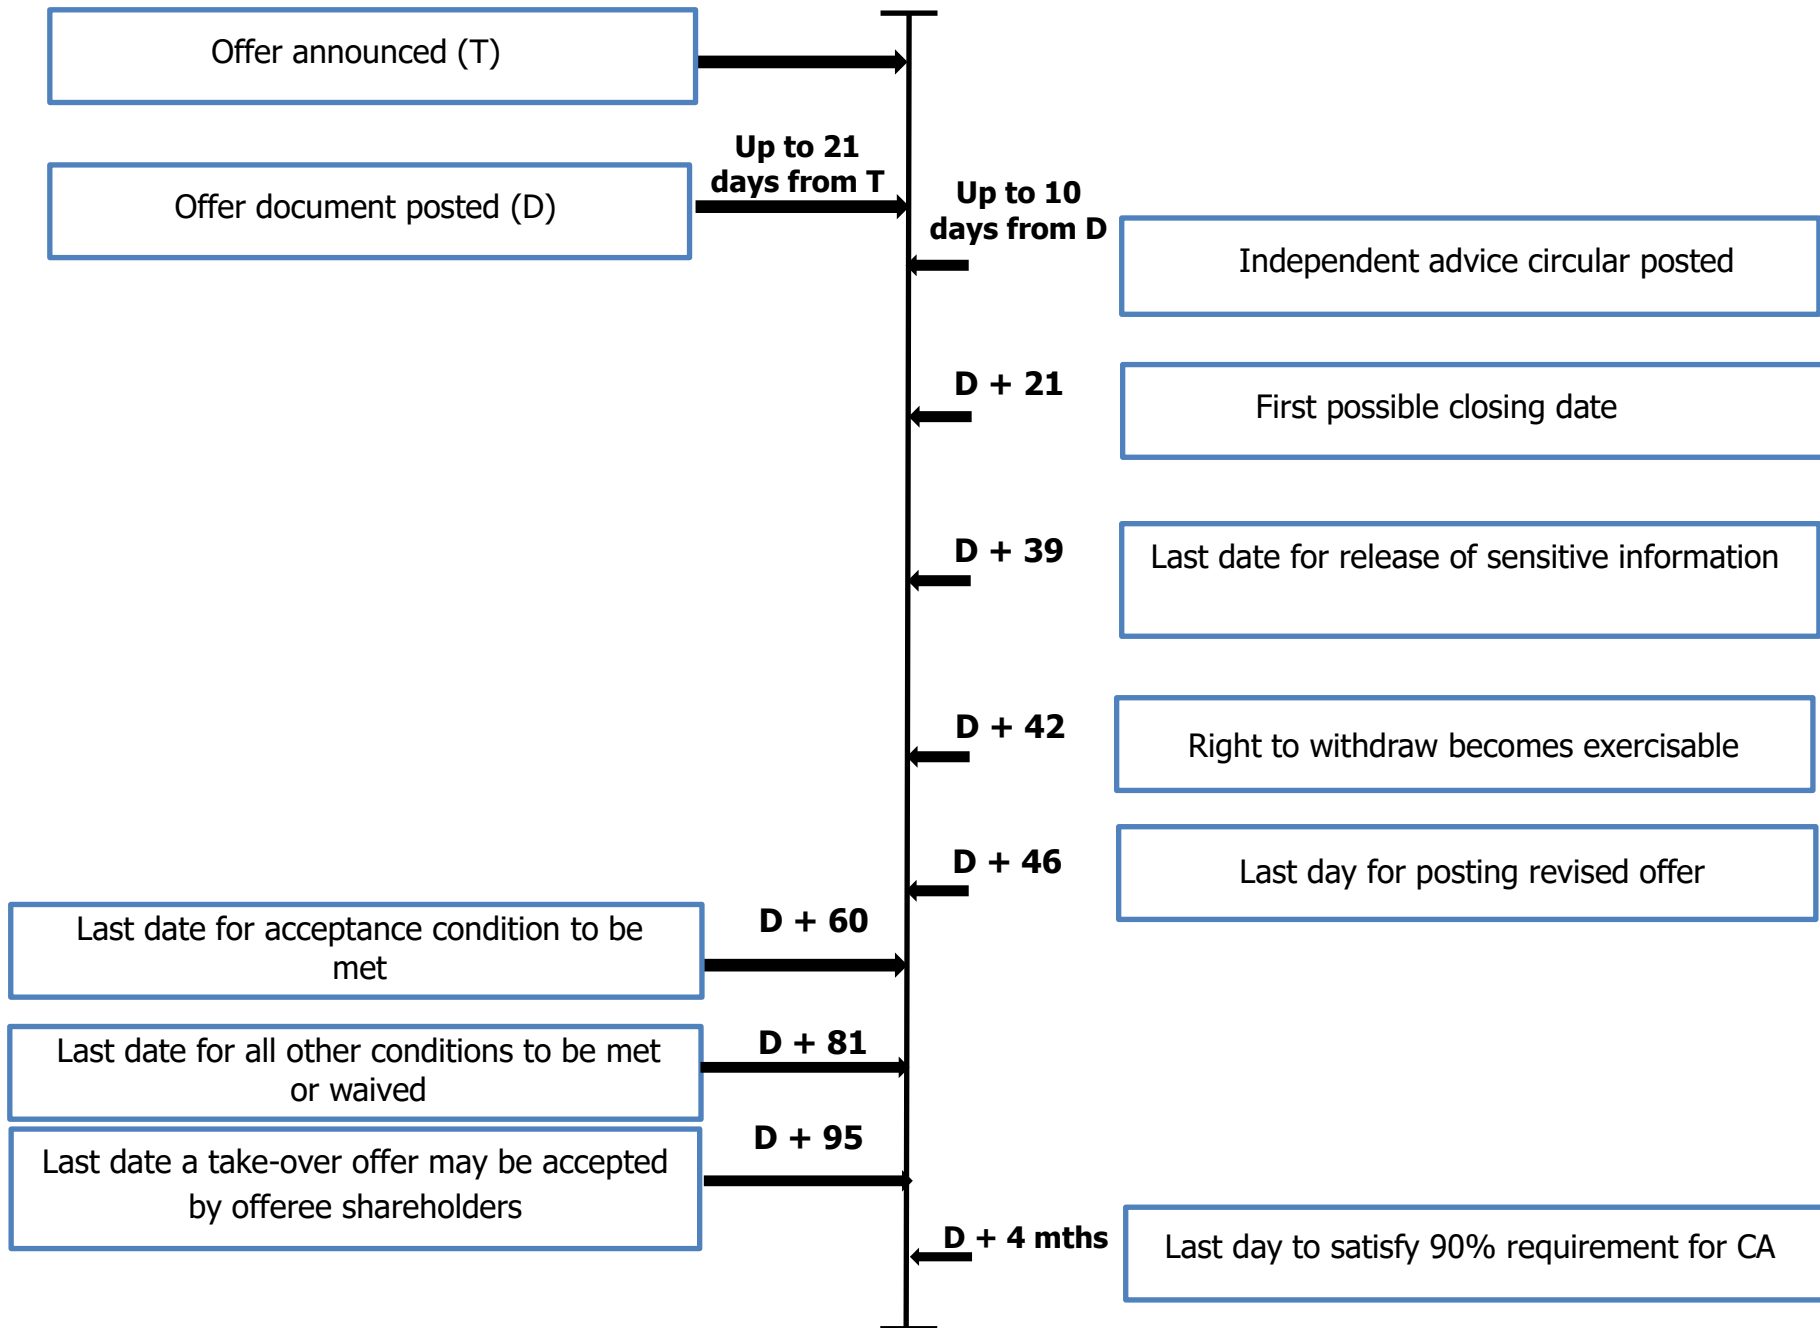 Offer announced (T)
Up to 21
days from T
Offer document posted (D)
Up to 10
days from D
Independent advice circular posted
D + 21
First possible closing date
D + 39
Last date for release of sensitive information
D + 42
Right to withdraw becomes exercisable
D + 46
Last day for posting revised offer
D + 60
Last date for acceptance condition to be
met
D + 81
Last date for all other conditions to be met
or waived
D + 95
Last date a take-over offer may be accepted
by offeree shareholders
D + 4 mths
Last day to satisfy 90% requirement for CA